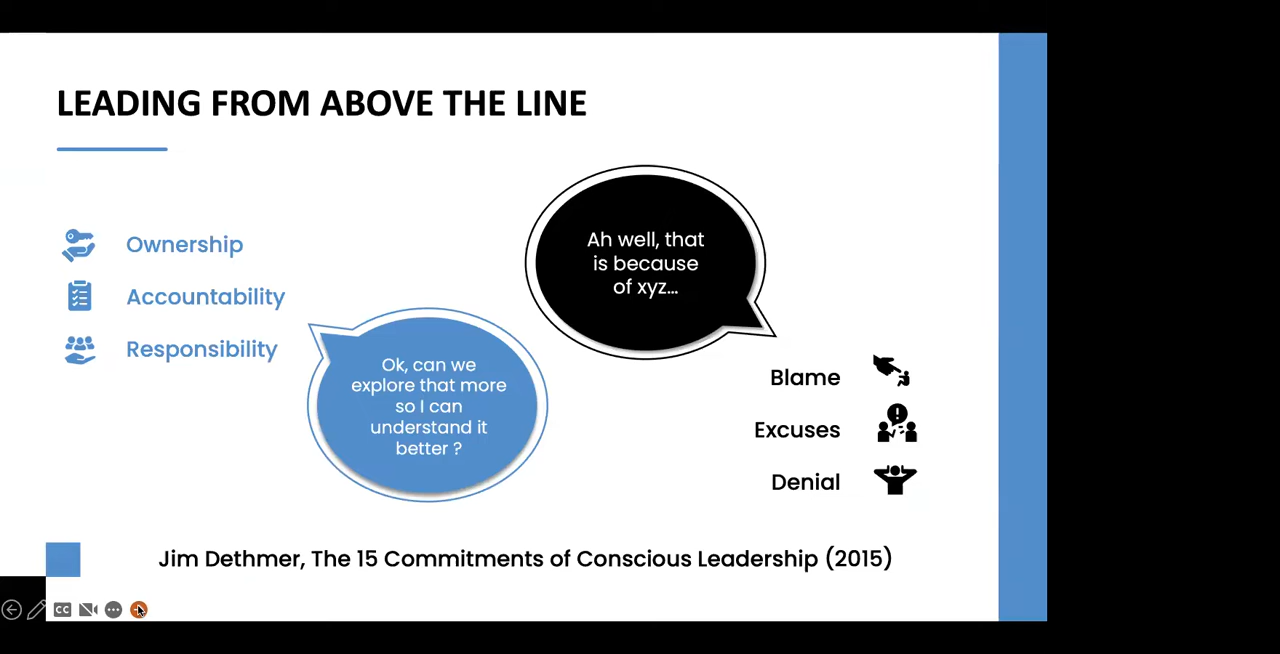 LEADING FROM ABOVE THE LINE
Ownership
Accountability
Responsibility
Ok, can we
explore that more
so I can
understand it
better ?
Ah well, that
is because
of xyz...
Blame
Excuses
Denial
Jim Dethmer, The 15 Commitments of Conscious Leadership (2015)
CC